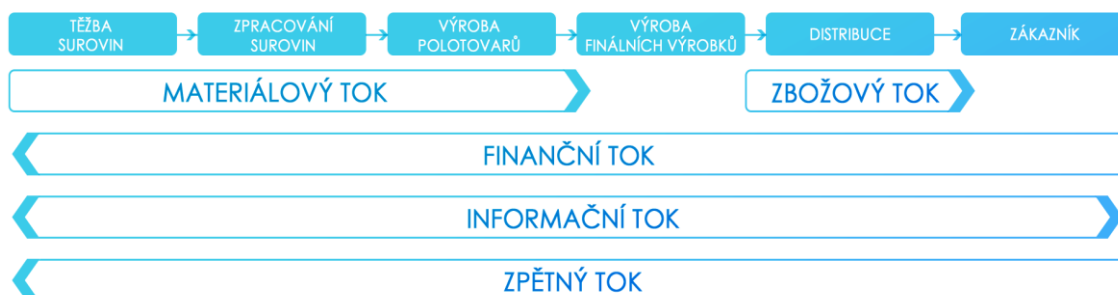 TĚŽBA
SUROVIN
ZPRACOVÁNÍ
SUROVIN
VÝROBA
POLOTOVARŮ
VÝROBA
FINÁLNÍCH VÝROBKŮ
DISTRIBUCE
ZÁKAZNÍK
MATERIÁLOVÝ TOK
ZBOŽOVÝ TOK
FINANČNÍ TOK
INFORMAČNÍ TOK
ZPĚTNÝ TOK